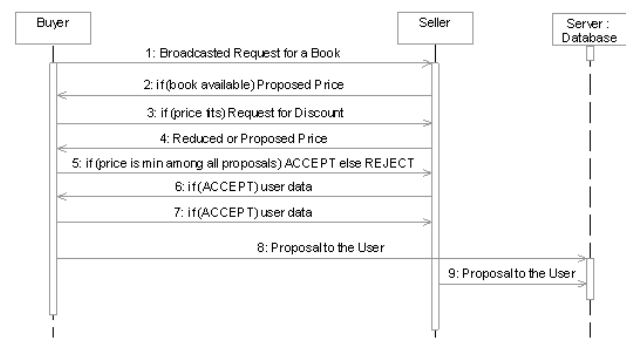 Buyer
Seller
Server :
Database
1: Broadcasted Request for a Book
2: if(book available) Proposed Price
3: if (price fits) Request for Discount
4: Reduced or Proposed Price
5: if (price is min among all proposals) ACCEPT else REJECT
6: if (ACCEPT) user data
7: if (ACCEPT) user data
8: Proposal to the User
9: Proposal to the User